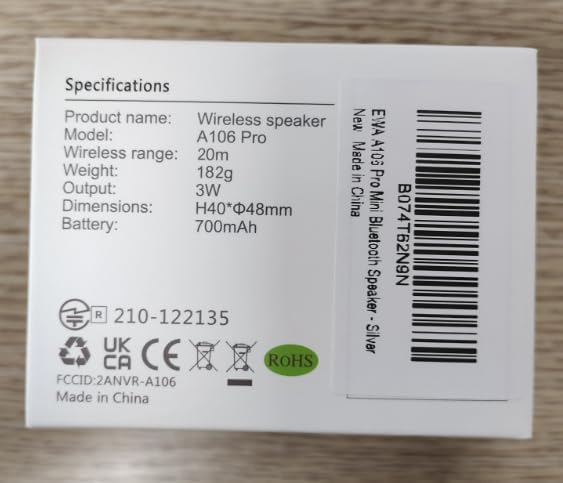 Specifications
Product name: Wireless speaker
Model: A106 Pro
Wireless range: 20m
Weight: 182g
Output: 3W
Dimensions: H40*Φ48mm
Battery: 700mAh
R 210-122135
UK CA CE RoHS
FCCID:2ANVR-A106
Made in China
B074T62N9N
EWA A106 Pro Mini Bluetooth Speaker - Silver
New Made in China